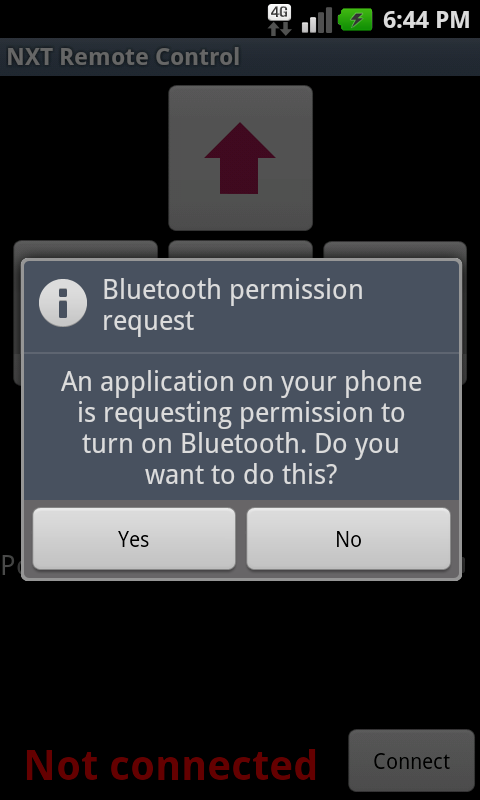 4G
6:44 PM
NXT Remote Control
Bluetooth permission
request
An application on your phone
is requesting permission to
turn on Bluetooth. Do you
want to do this?
Yes
No
Not connected
Connect